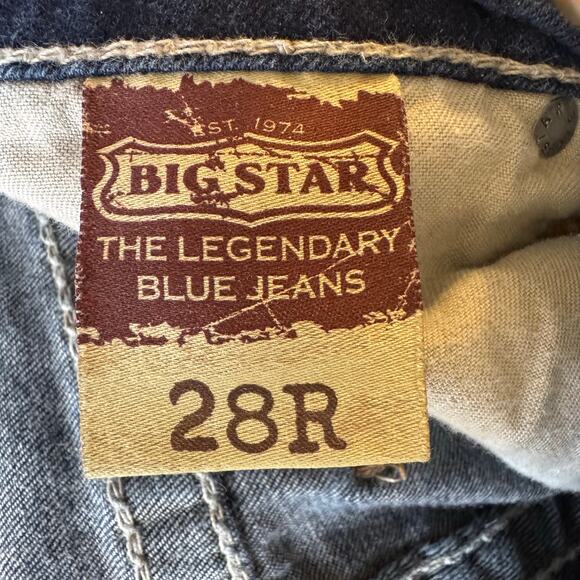 EST. 1974
BIG STAR
THE LEGENDARY
BLUE JEANS
28R